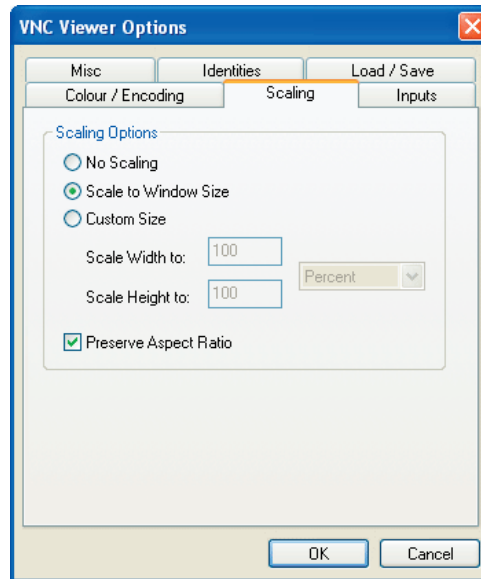 VNC Viewer Options
Misc Identities Load / Save
Colour / Encoding Scaling Inputs
Scaling Options
No Scaling
Scale to Window Size
Custom Size
Scale Width to: 100
Percent
Scale Height to: 100
Preserve Aspect Ratio
OK Cancel